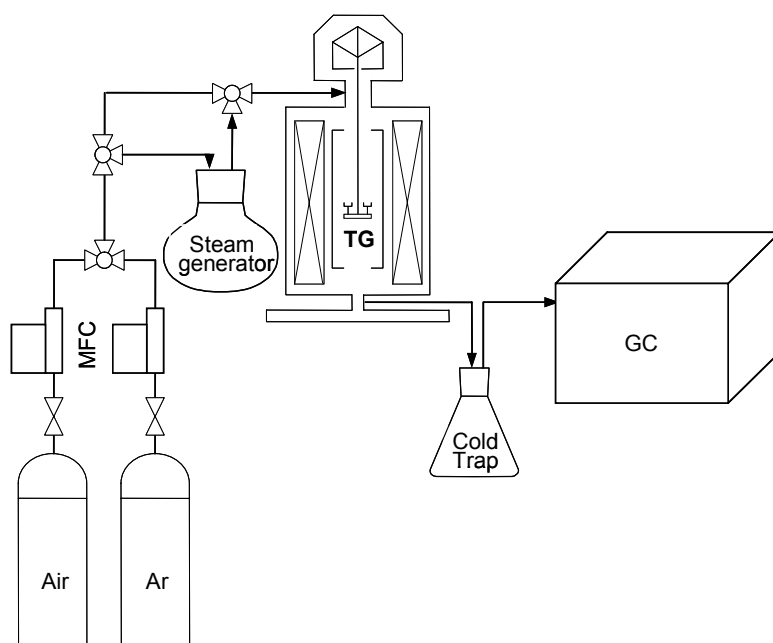 Steam
generator
TG
MFC
GC
Cold
Trap
Air
Ar